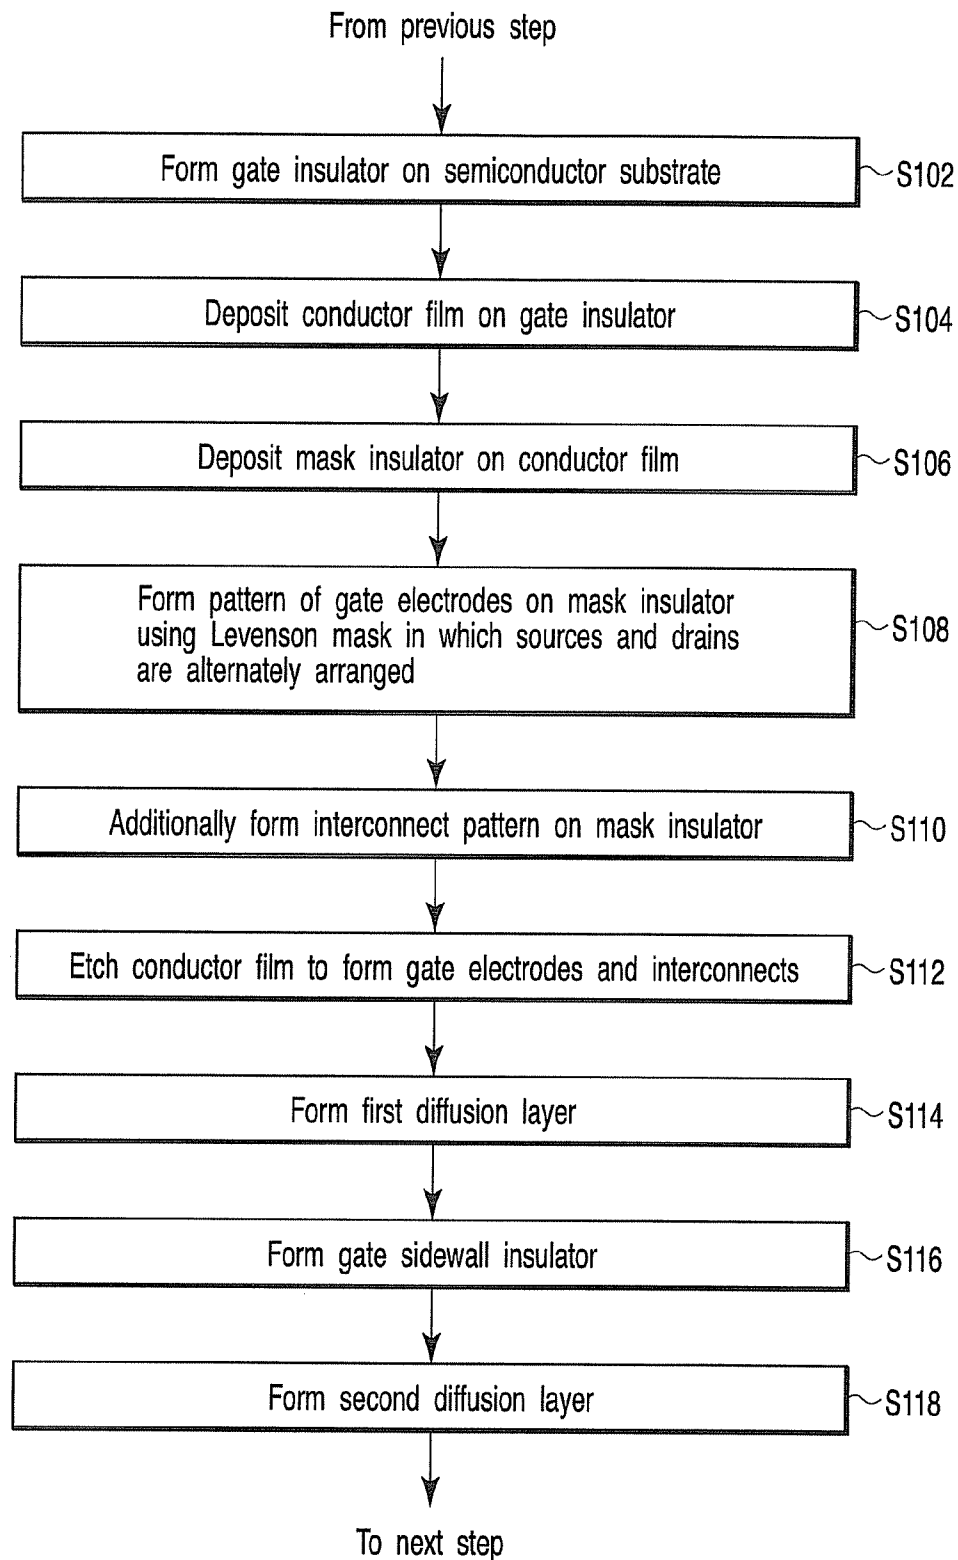 From previous step
Form gate insulator on semiconductor substrate
S102
Deposit conductor film on gate insulator
S104
Deposit mask insulator on conductor film
S106
Form pattern of gate electrodes on mask insulator
using Levenson mask in which sources and drains
are alternately arranged
S108
Additionally form interconnect pattern on mask insulator
S110
Etch conductor film to form gate electrodes and interconnects
S112
Form first diffusion layer
S114
Form gate sidewall insulator
S116
Form second diffusion layer
S118
To next step